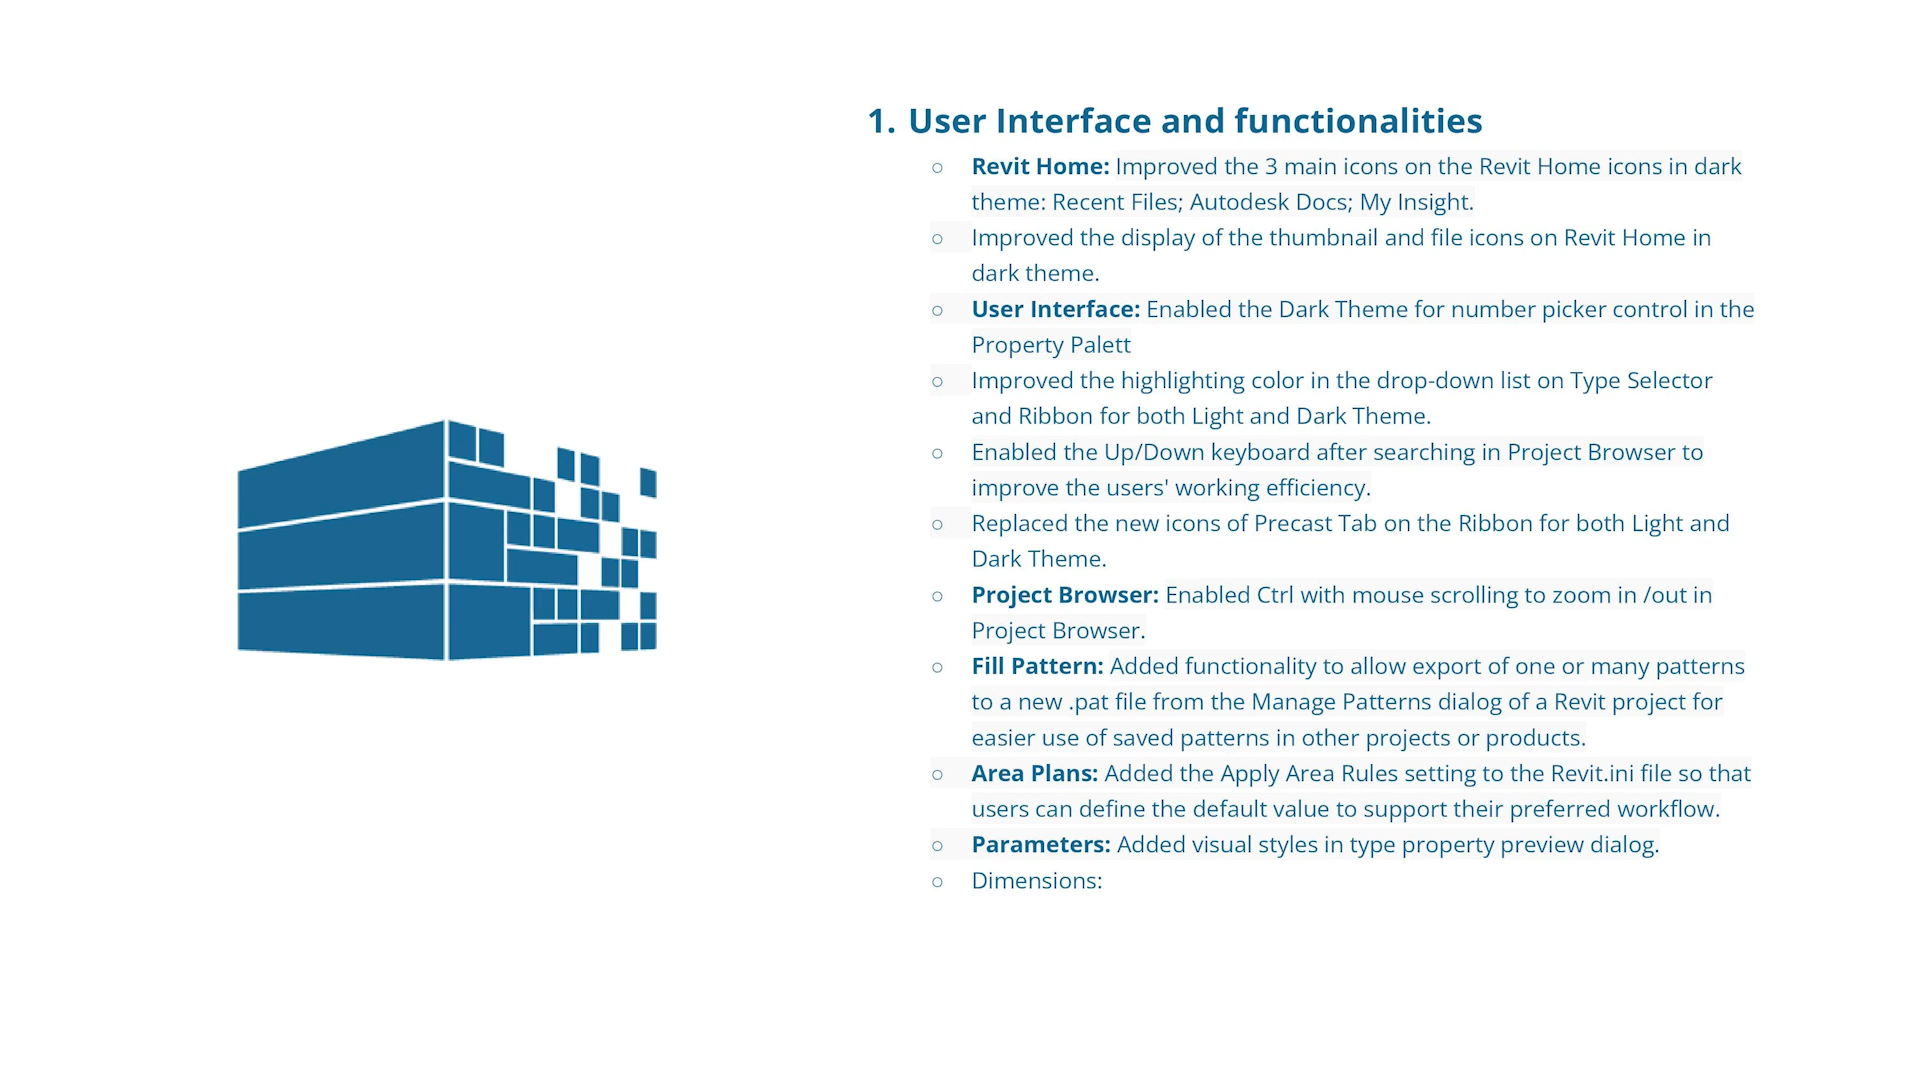 1. User Interface and functionalities
○ Revit Home: Improved the 3 main icons on the Revit Home icons in dark
theme: Recent Files; Autodesk Docs; My Insight.
○ Improved the display of the thumbnail and file icons on Revit Home in
dark theme.
○ User Interface: Enabled the Dark Theme for number picker control in the
Property Palett
○ Improved the highlighting color in the drop-down list on Type Selector
and Ribbon for both Light and Dark Theme.
○ Enabled the Up/Down keyboard after searching in Project Browser to
improve the users' working efficiency.
○ Replaced the new icons of Precast Tab on the Ribbon for both Light and
Dark Theme.
○ Project Browser: Enabled Ctrl with mouse scrolling to zoom in /out in
Project Browser.
○ Fill Pattern: Added functionality to allow export of one or many patterns
to a new .pat file from the Manage Patterns dialog of a Revit project for
easier use of saved patterns in other projects or products.
○ Area Plans: Added the Apply Area Rules setting to the Revit.ini file so that
users can define the default value to support their preferred workflow.
○ Parameters: Added visual styles in type property preview dialog.
○ Dimensions: